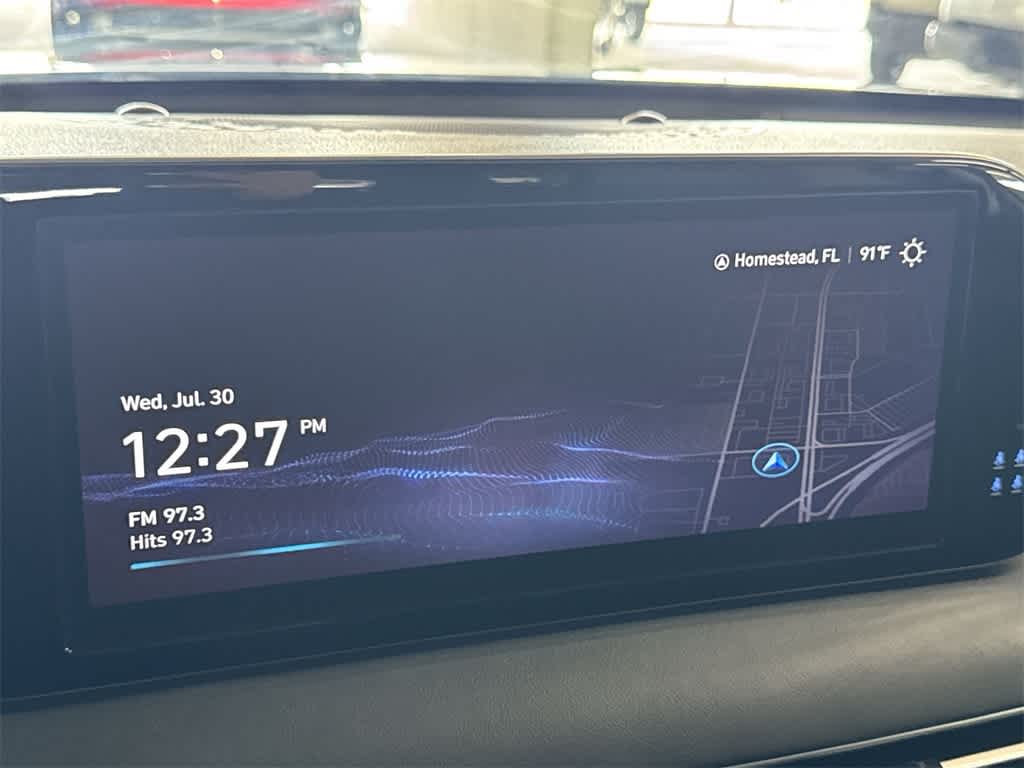 Homestead, FL | 91°F
Wed, Jul. 30
12:27 PM
FM 97.3
Hits 97.3